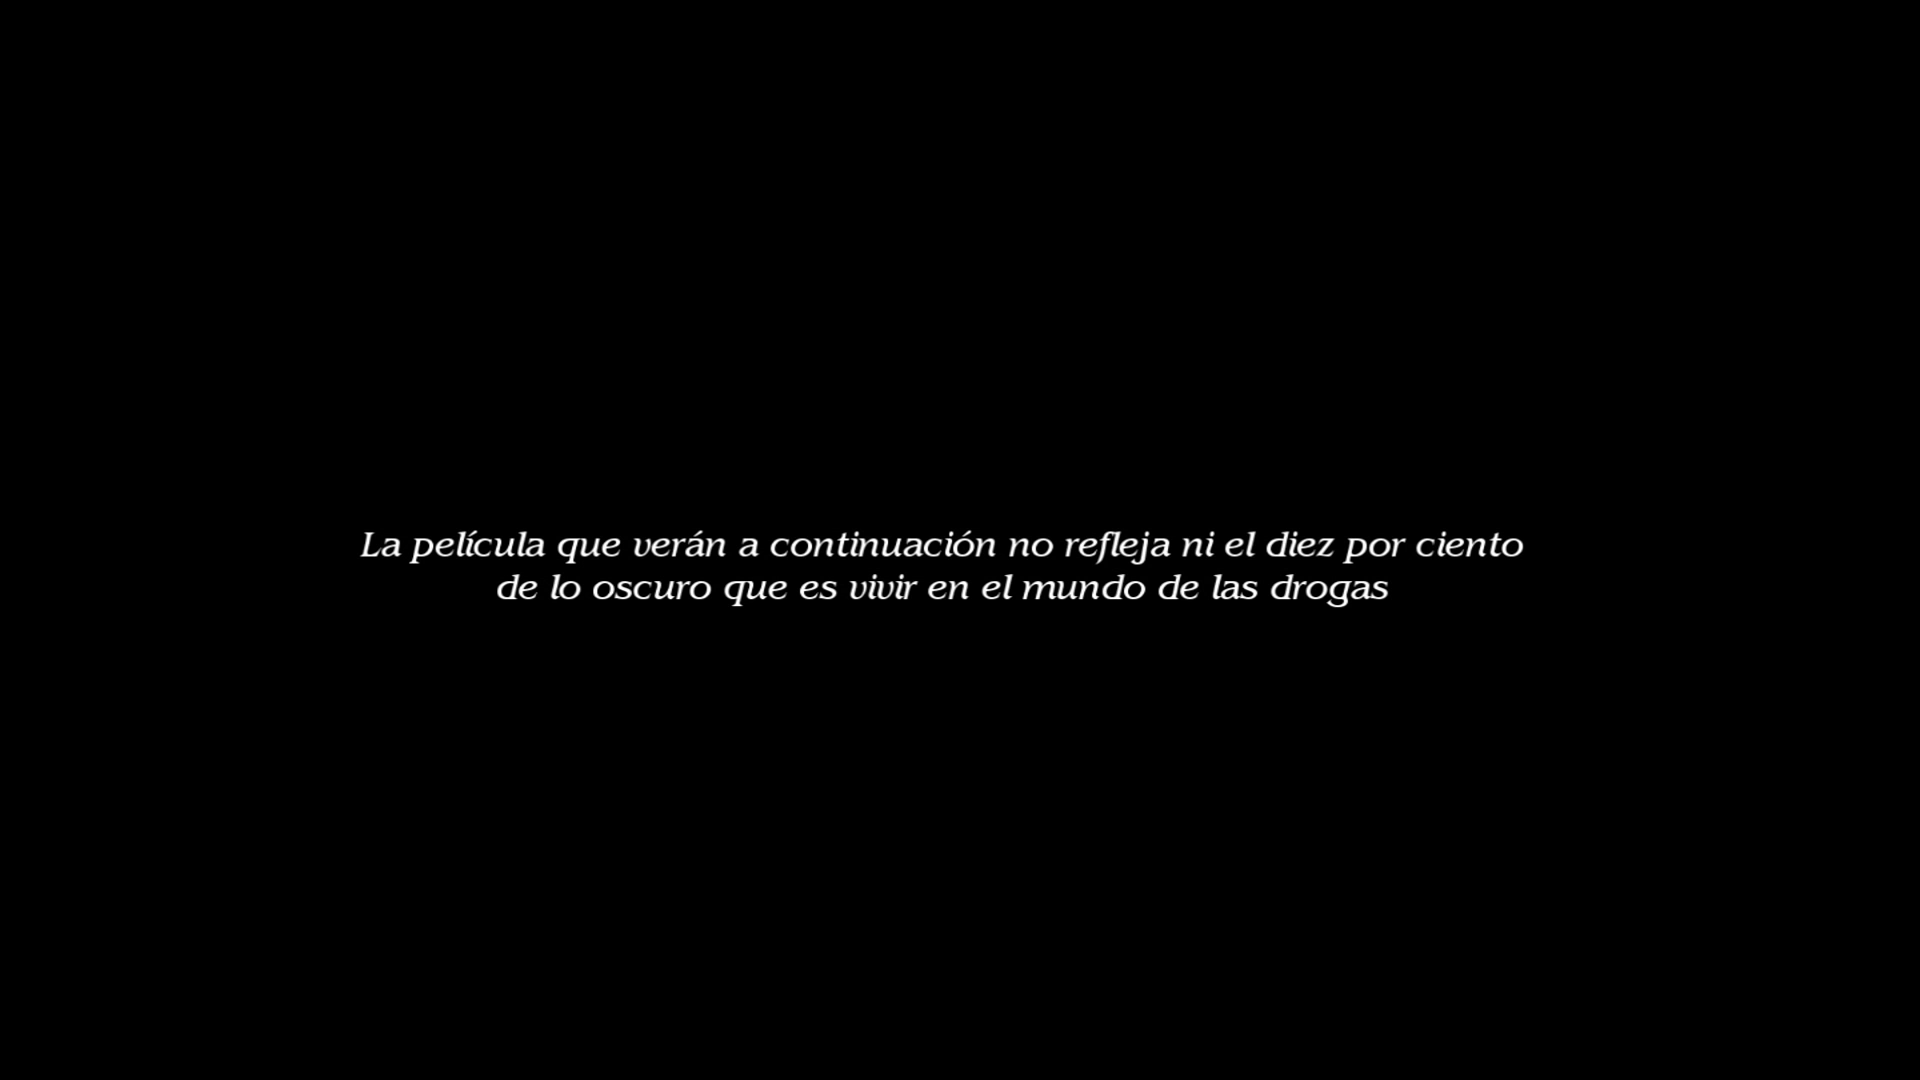 La película que verán a continuación no refleja ni el diez por ciento
de lo oscuro que es vivir en el mundo de las drogas